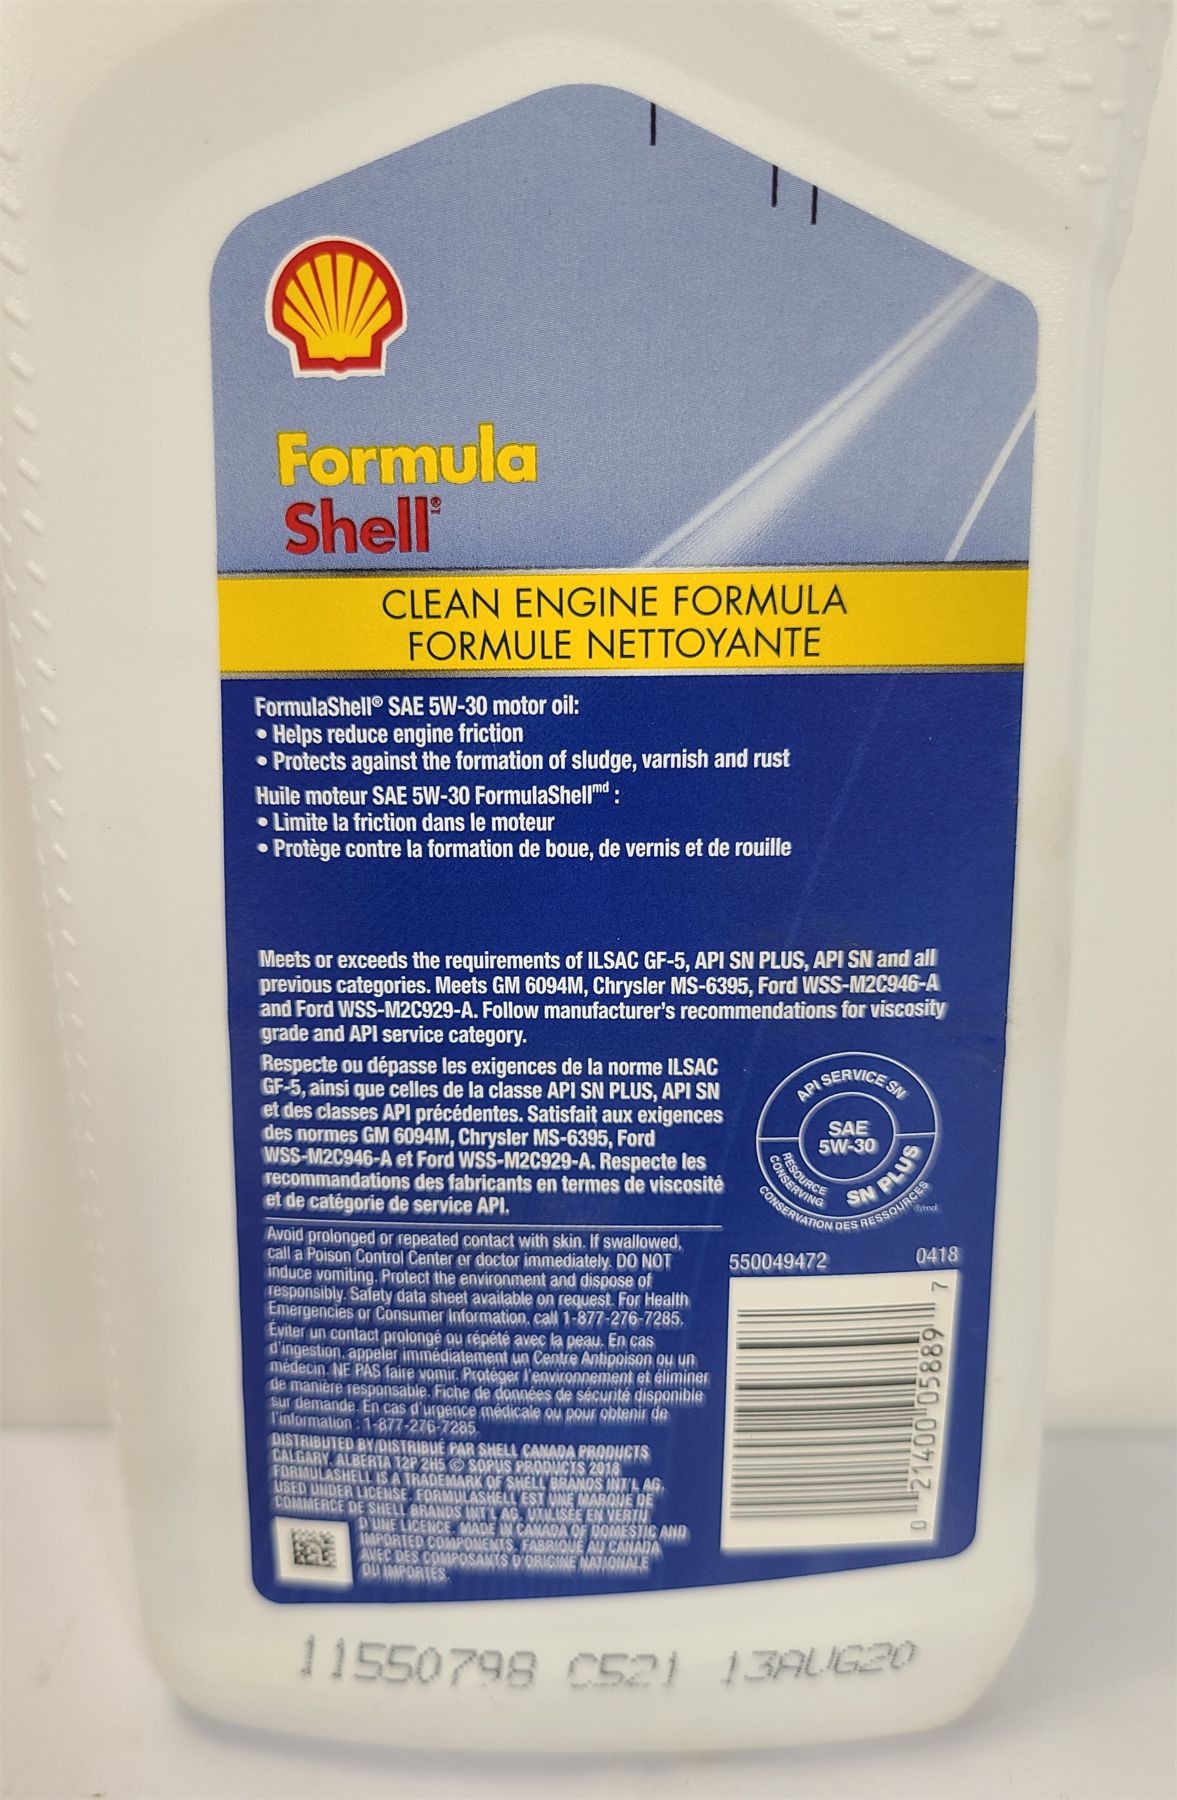 Formula
Shell®
CLEAN ENGINE FORMULA
FORMULE NETTOYANTE
FormulaShell® SAE 5W-30 motor oil:
• Helps reduce engine friction
• Protects against the formation of sludge, varnish and rust
Huile moteur SAE 5W-30 FormulaShellmd :
• Limite la friction dans le moteur
• Protège contre la formation de boue, de vernis et de rouille
Meets or exceeds the requirements of ILSAC GF-5, API SN PLUS, API SN and all
previous categories. Meets GM 6094M, Chrysler MS-6395, Ford WSS-M2C946-A
and Ford WSS-M2C929-A. Follow manufacturer's recommendations for viscosity
grade and API service category.
Respecte ou dépasse les exigences de la norme ILSAC
GF-5, ainsi que celles de la classe API SN PLUS, API SN
et des classes API précédentes. Satisfait aux exigences
des normes GM 6094M, Chrysler MS-6395, Ford
WSS-M2C946-A et Ford WSS-M2C929-A. Respecte les
recommandations des fabricants en termes de viscosité
et de catégorie de service API.
API SERVICE SN
SAE
5W-30
RESOURCE
CONSERVING
SN PLUS
CONSERVATION DES RESSOURCES
®md
Avoid prolonged or repeated contact with skin. If swallowed,
call a Poison Control Center or doctor immediately. DO NOT
induce vomiting. Protect the environment and dispose of
responsibly. Safety data sheet available on request. For Health
Emergencies or Consumer Information, call 1-877-276-7285.
Éviter un contact prolongé ou répété avec la peau. En cas
d'ingestion, appeler immédiatement un Centre Antipoison ou un
médecin. NE PAS faire vomir. Protéger l'environnement et éliminer
de manière responsable. Fiche de données de sécurité disponible
sur demande. En cas d'urgence médicale ou pour obtenir de
l'information : 1-877-276-7285.
DISTRIBUTED BY/DISTRIBUÉ PAR SHELL CANADA PRODUCTS
CALGARY, ALBERTA T2P 2H5 © SOPUS PRODUCTS 2018
FORMULASHELL IS A TRADEMARK OF SHELL BRANDS INT'L AG,
USED UNDER LICENSE. FORMULASHELL EST UNE MARQUE DE
COMMERCE DE SHELL BRANDS INT'L AG, UTILISÉE EN VERTU
D'UNE LICENCE. MADE IN CANADA OF DOMESTIC AND
IMPORTED COMPONENTS. FABRIQUÉ AU CANADA
AVEC DES COMPOSANTS D'ORIGINE NATIONALE
OU IMPORTÉS.
550049472 0418
0 21400 05889 7
11550798 C521 13AUG20